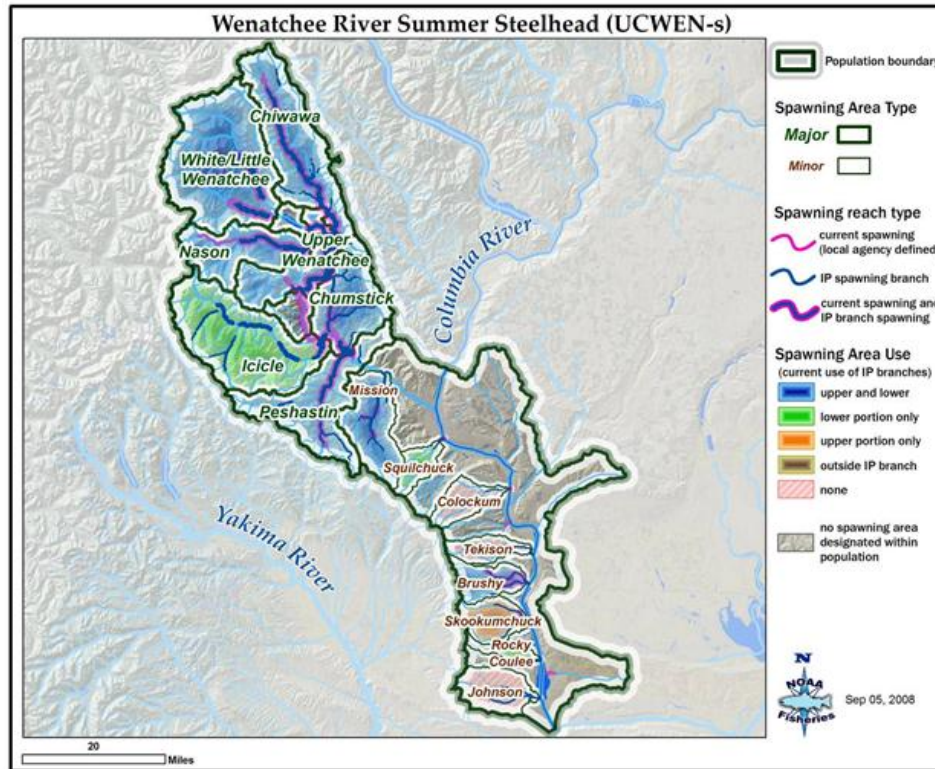 Wenatchee River Summer Steelhead (UCWEN-s)
Chiwawa
White/Little
Wenatchee
Nason
Upper
Wenatchee
Chumstick
Icicle
Peshastin
Mission
Squilchuck
Colockum
Tekison
Brushy
Skookumchuck
Rocky
Coulee
Johnson
Columbia River
Yakima River
20
Miles
Population boundary
Spawning Area Type
Major
Minor
Spawning reach type
current spawning
(local agency defined
IP spawning branch
current spawning and
IP branch spawning
Spawning Area Use
(current use of IP branches)
upper and lower
lower portion only
upper portion only
outside IP branch
none
no spawning area
designated within
population
N
NOAA
Fisheries
Sep 05, 2008